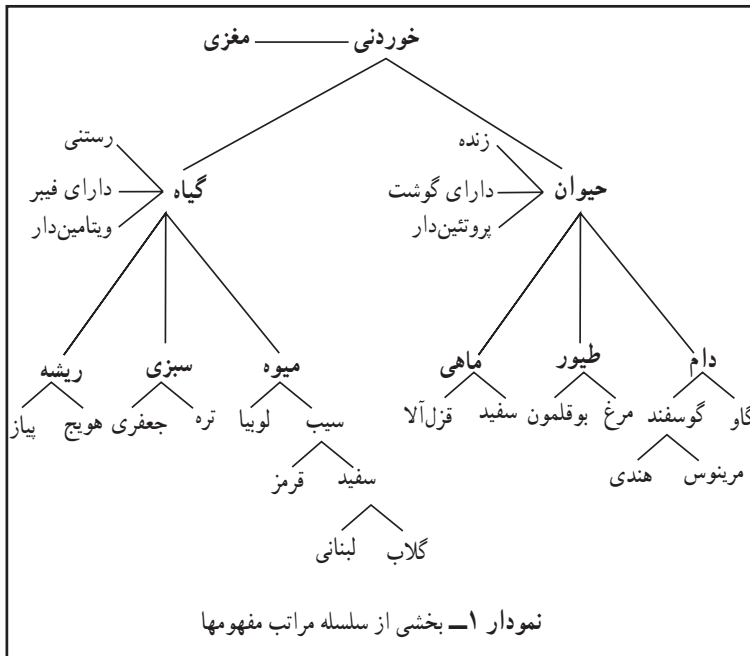 خوردنی مغزی
زنده رستنی
حیوان دارای گوشت گیاه دارای فیبر
پروتئین‌دار ویتامین‌دار
دام طیور ماهی میوه سبزی ریشه
گاو گوسفند مرغ بوقلمون سفید قزل‌آلا سیب لوبیا تره جعفری هویج پیاز
مرینوس هندی سفید قرمز
گلاب لبنانی
نمودار ۱ــ بخشی از سلسله مراتب مفهومها